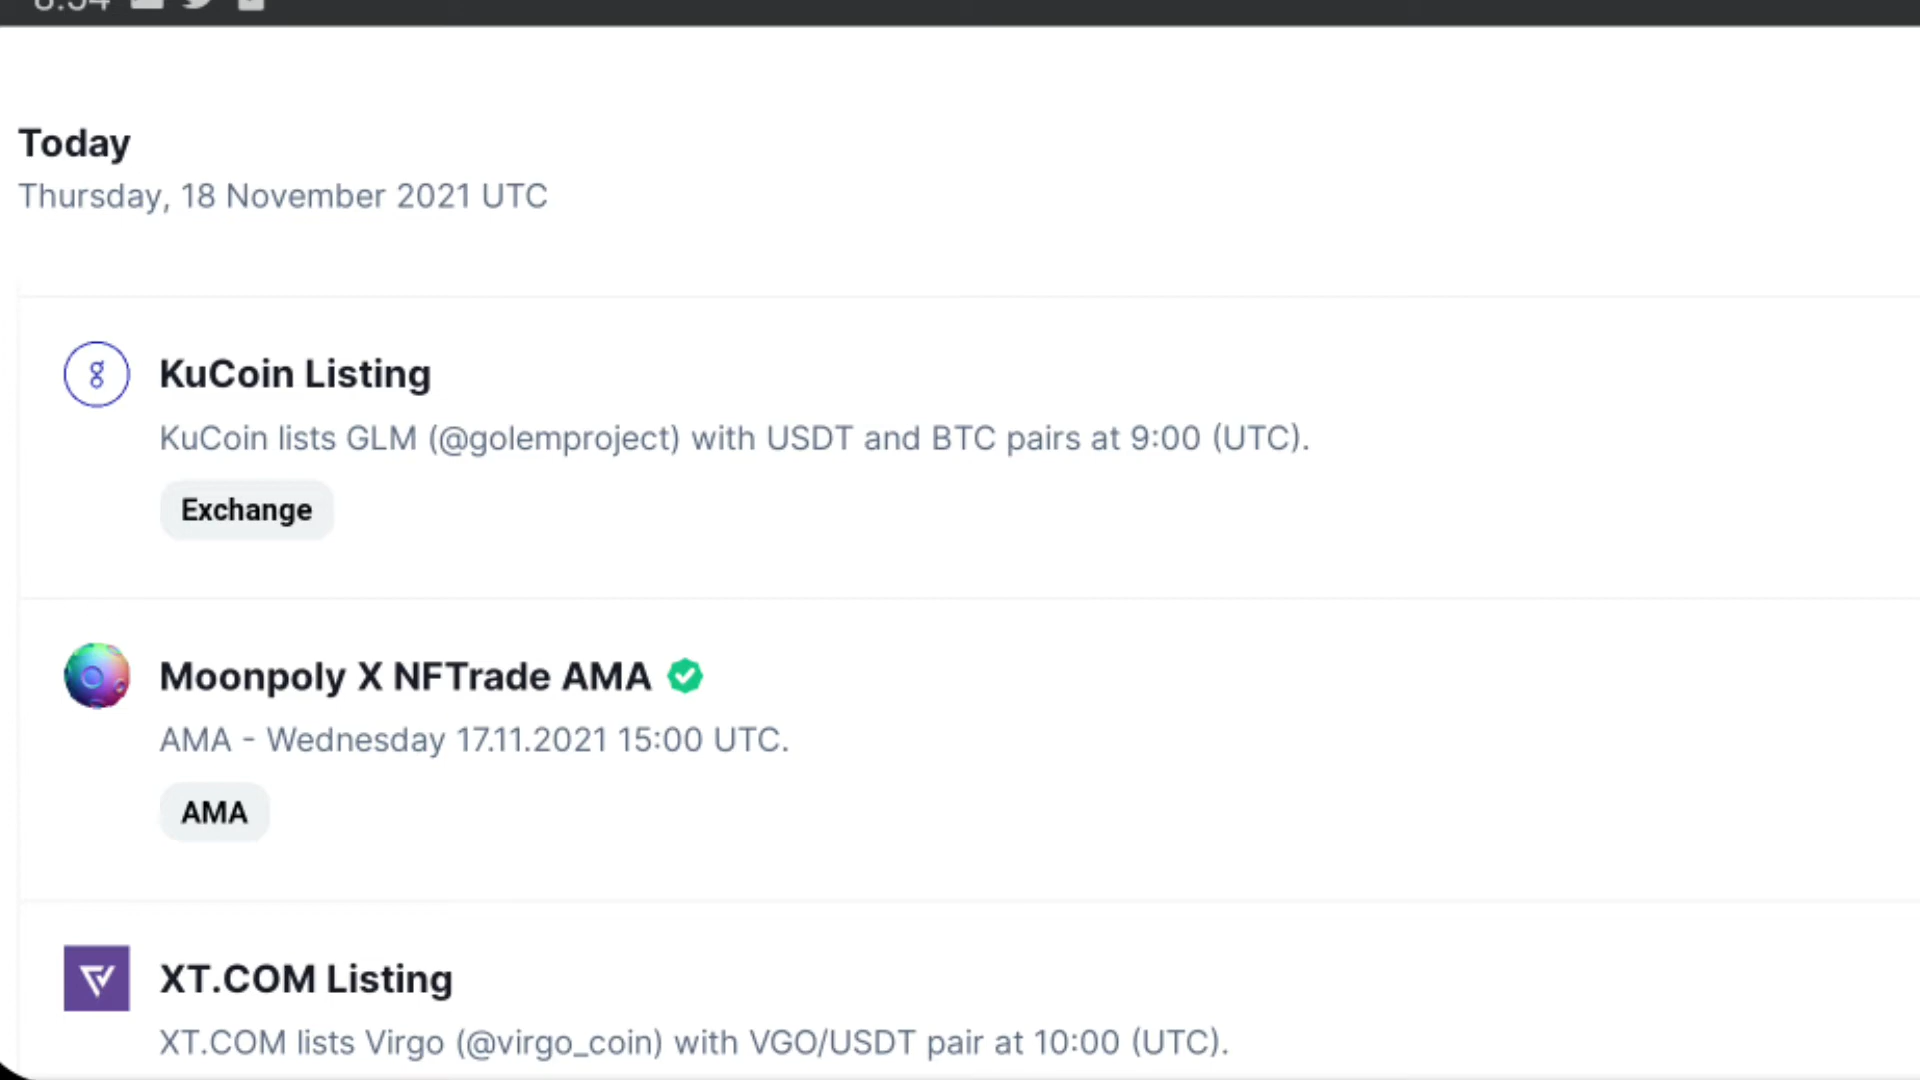 Today
Thursday, 18 November 2021 UTC
KuCoin Listing
KuCoin lists GLM (@golemproject) with USDT and BTC pairs at 9:00 (UTC).
Exchange
Moonpoly X NFTrade AMA
AMA - Wednesday 17.11.2021 15:00 UTC.
AMA
XT.COM Listing
XT.COM lists Virgo (@virgo_coin) with VGO/USDT pair at 10:00 (UTC).